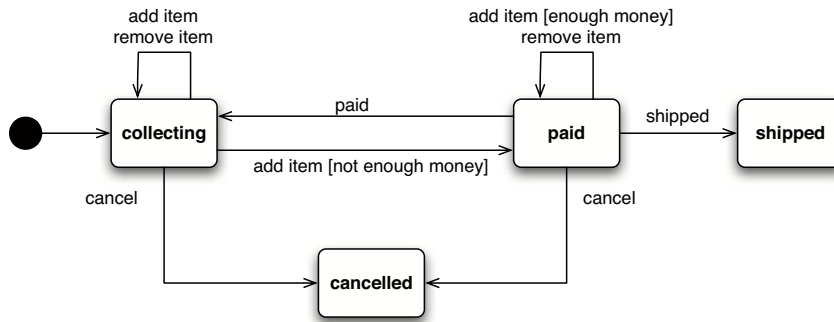 add item
remove item
add item [enough money]
remove item
paid
shipped
collecting
paid
shipped
add item [not enough money]
cancel
cancel
cancelled